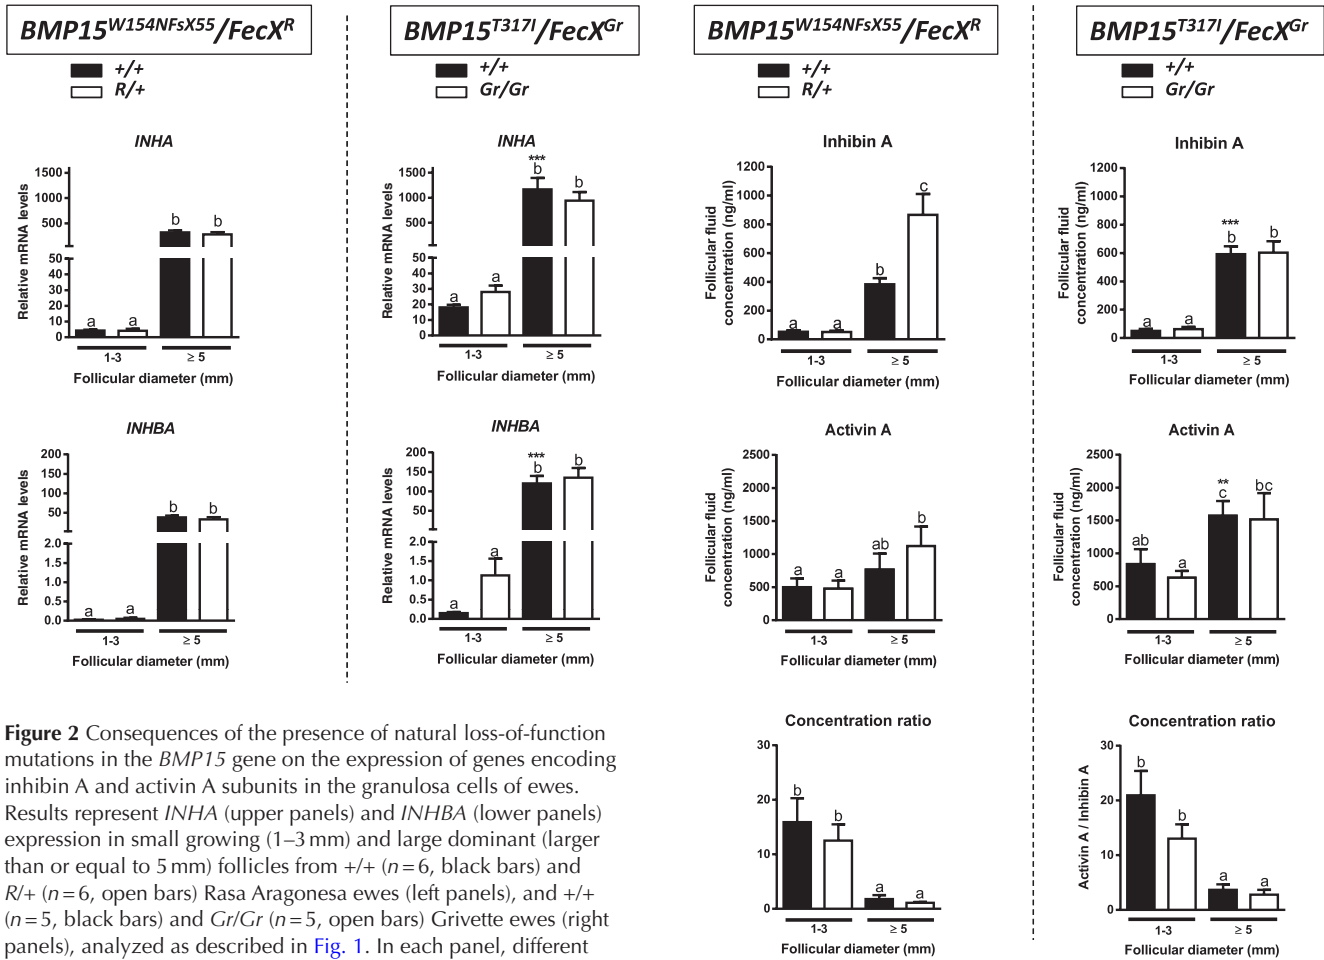 BMP15W154NFsX55/FecXR
+/+
R/+
INHA
Relative mRNA levels
1500
1000
500
50
40
30
20
10
0
a
a
b
b
1-3
≥ 5
Follicular diameter (mm)
INHBA
Relative mRNA levels
200
150
100
50
2.0
1.5
1.0
0.5
0.0
a
a
b
b
1-3
≥ 5
Follicular diameter (mm)
BMP15T317I/FecXGr
+/+
Gr/Gr
INHA
Relative mRNA levels
1500
1000
500
50
40
30
20
10
0
a
a
***
b
b
1-3
≥ 5
Follicular diameter (mm)
INHBA
Relative mRNA levels
200
150
100
50
2.0
1.5
1.0
0.5
0.0
a
a
***
b
b
1-3
≥ 5
Follicular diameter (mm)
Figure 2 Consequences of the presence of natural loss-of-function
mutations in the BMP15 gene on the expression of genes encoding
inhibin A and activin A subunits in the granulosa cells of ewes.
Results represent INHA (upper panels) and INHBA (lower panels)
expression in small growing (1–3 mm) and large dominant (larger
than or equal to 5 mm) follicles from +/+ (n = 6, black bars) and
R/+ (n = 6, open bars) Rasa Aragonesa ewes (left panels), and +/+
(n = 5, black bars) and Gr/Gr (n = 5, open bars) Grivette ewes (right
panels), analyzed as described in Fig. 1. In each panel, different
BMP15W154NFsX55/FecXR
+/+
R/+
Inhibin A
Follicular fluid
concentration (ng/ml)
1200
1000
800
600
400
200
0
a
a
b
c
1-3
≥ 5
Follicular diameter (mm)
Activin A
Follicular fluid
concentration (ng/ml)
2500
2000
1500
1000
500
0
a
a
ab
b
1-3
≥ 5
Follicular diameter (mm)
Concentration ratio
30
20
10
0
b
b
a
a
1-3
≥ 5
Follicular diameter (mm)
BMP15T317I/FecXGr
+/+
Gr/Gr
Inhibin A
Follicular fluid
concentration (ng/ml)
1200
1000
800
600
400
200
0
a
a
***
b
b
1-3
≥ 5
Follicular diameter (mm)
Activin A
Follicular fluid
concentration (ng/ml)
2500
2000
1500
1000
500
0
ab
a
**
c
bc
1-3
≥ 5
Follicular diameter (mm)
Concentration ratio
Activin A / Inhibin A
30
20
10
0
b
b
a
a
1-3
≥ 5
Follicular diameter (mm)